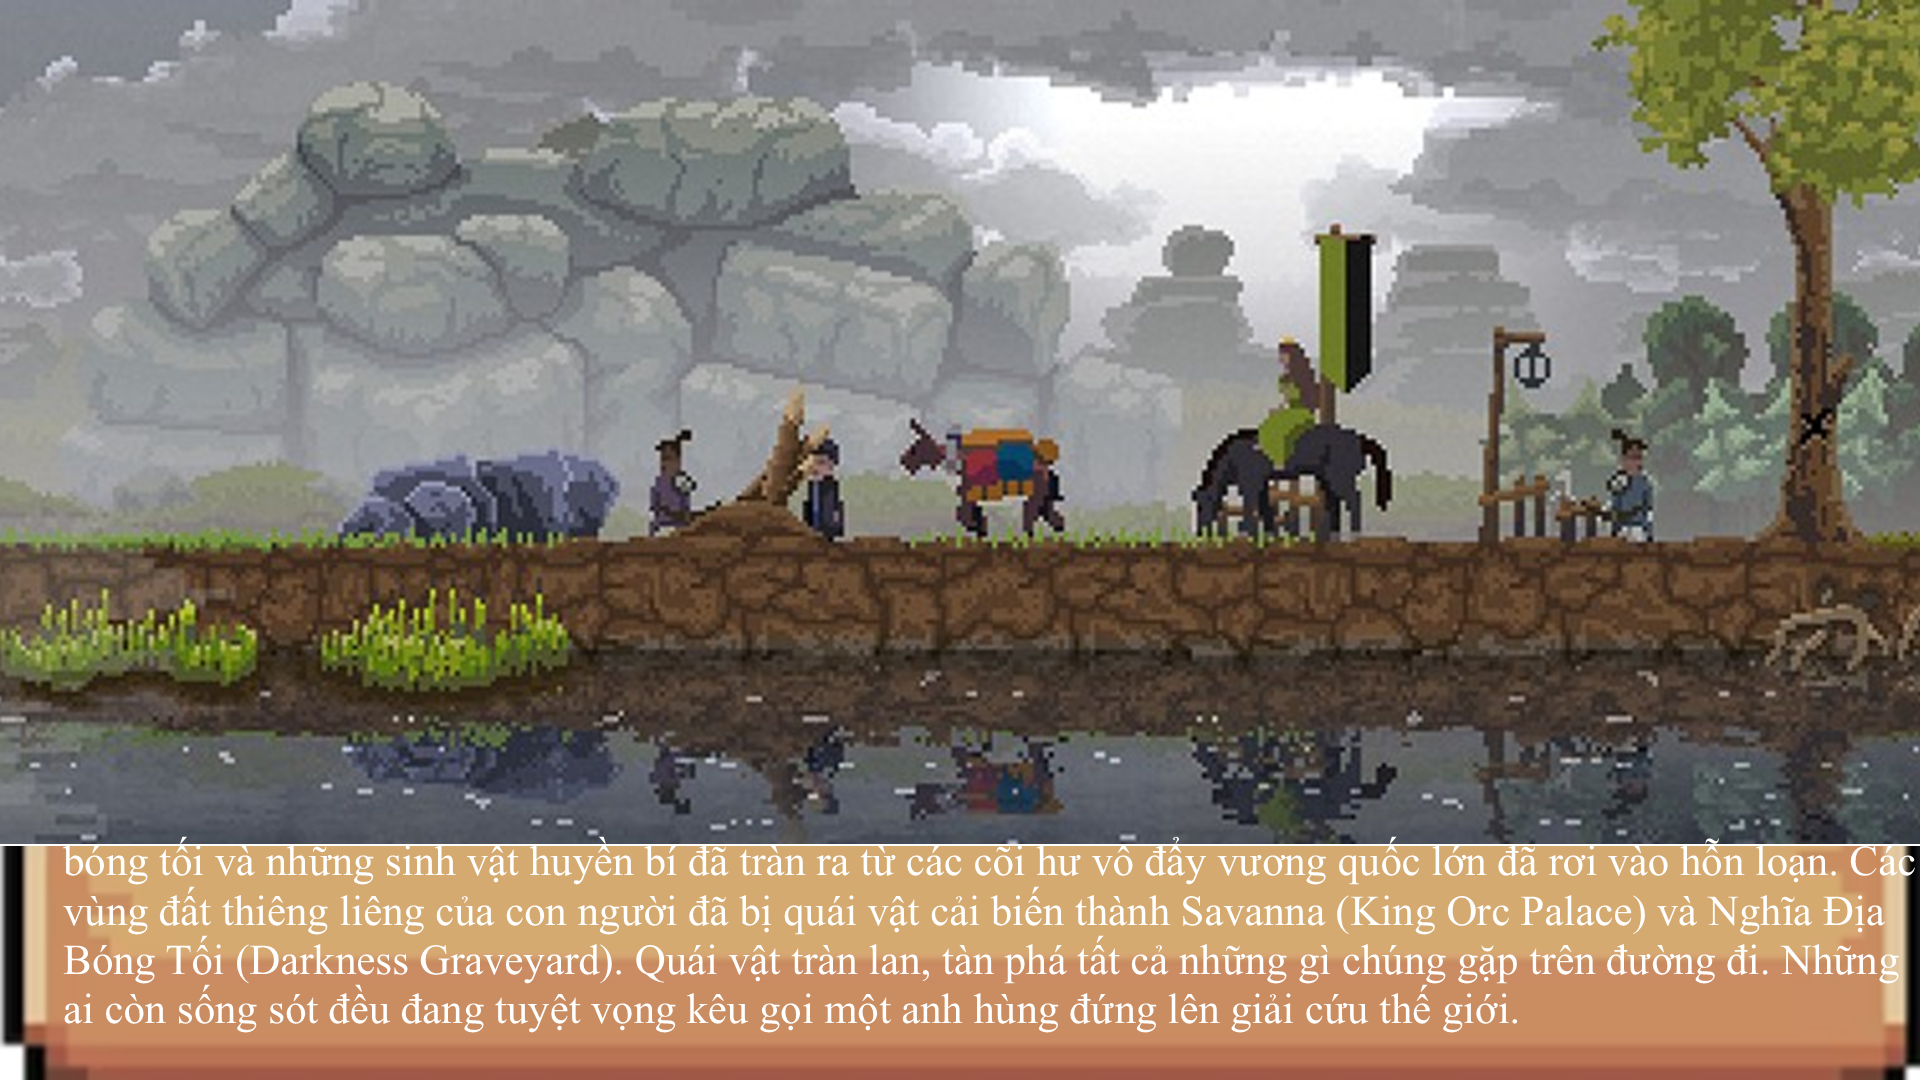 bóng tối và những sinh vật huyền bí đã tràn ra từ các cõi hư vô đẩy vương quốc lớn đã rơi vào hỗn loạn. Các
vùng đất thiêng liêng của con người đã bị quái vật cải biến thành Savanna (King Orc Palace) và Nghĩa Địa
Bóng Tối (Darkness Graveyard). Quái vật tràn lan, tàn phá tất cả những gì chúng gặp trên đường đi. Những
ai còn sống sót đều đang tuyệt vọng kêu gọi một anh hùng đứng lên giải cứu thế giới.